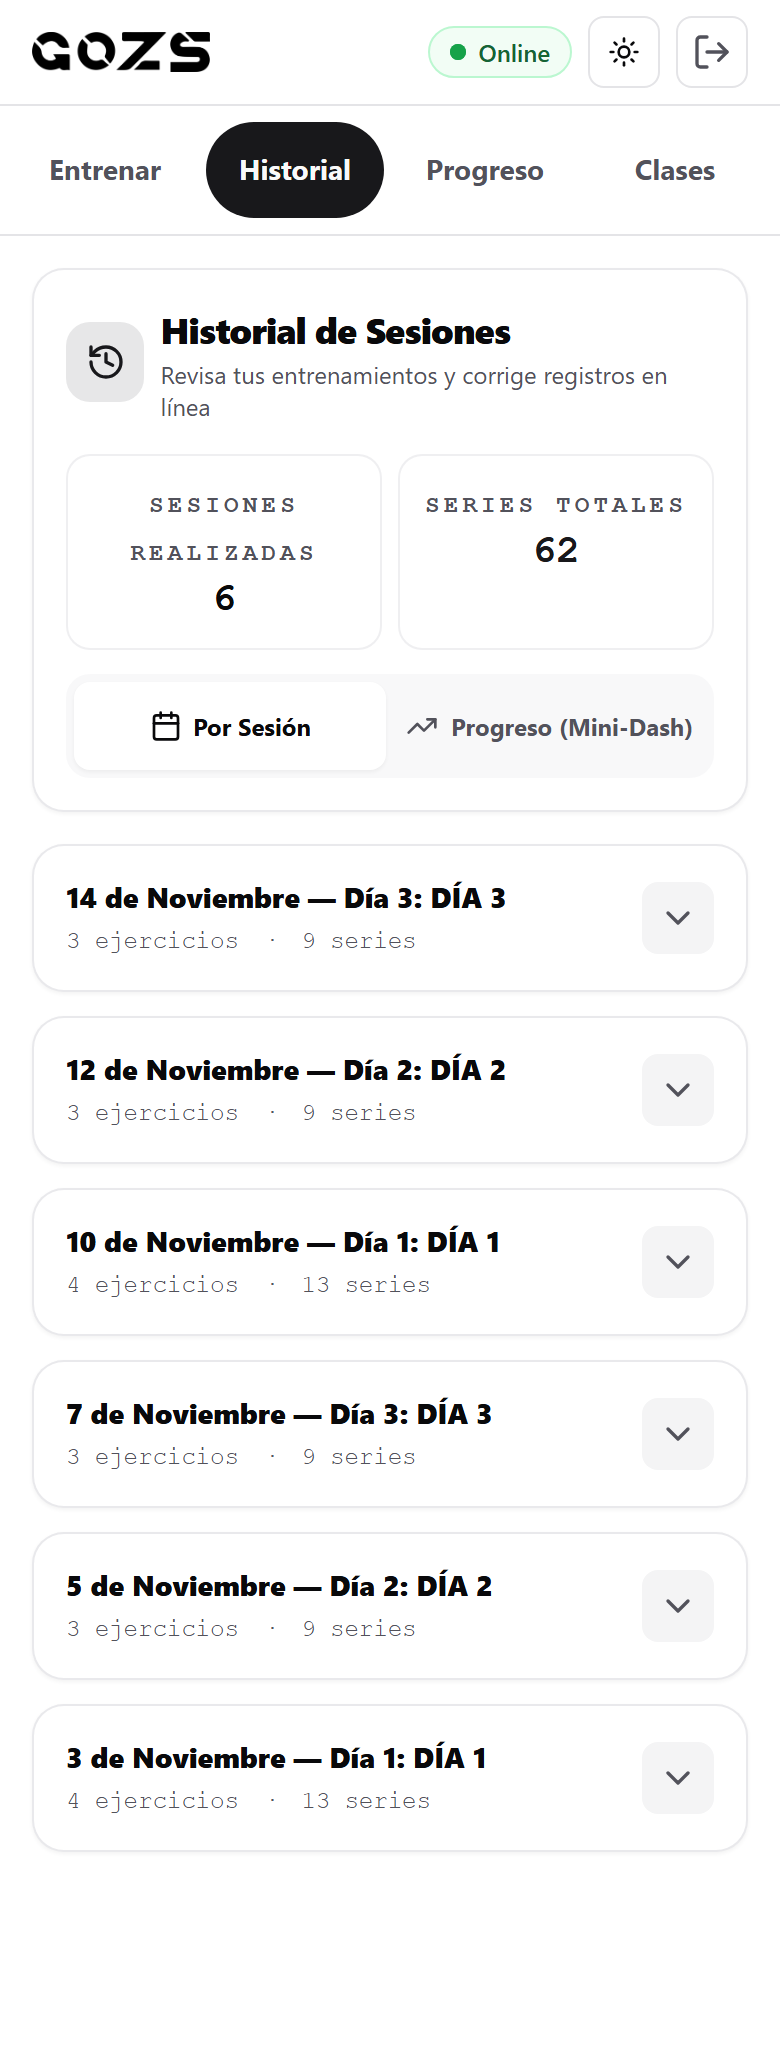 GOZS
Online
Entrenar
Historial
Progreso
Clases
Historial de Sesiones
Revisa tus entrenamientos y corrige registros en
línea
SESIONES
REALIZADAS
6
SERIES TOTALES
62
Por Sesión
Progreso (Mini-Dash)
14 de Noviembre — Día 3: DÍA 3
3 ejercicios · 9 series
12 de Noviembre — Día 2: DÍA 2
3 ejercicios · 9 series
10 de Noviembre — Día 1: DÍA 1
4 ejercicios · 13 series
7 de Noviembre — Día 3: DÍA 3
3 ejercicios · 9 series
5 de Noviembre — Día 2: DÍA 2
3 ejercicios · 9 series
3 de Noviembre — Día 1: DÍA 1
4 ejercicios · 13 series